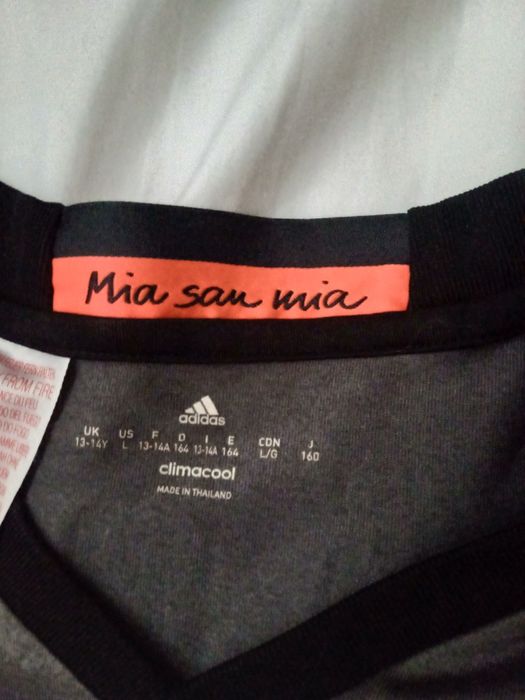 Mia san mia
FROM FIRE
adidas
UK US F D I E CDN J
13-14Y L 13-14A 164 13-14A 164 L/G 160
climacool
MADE IN THAILAND